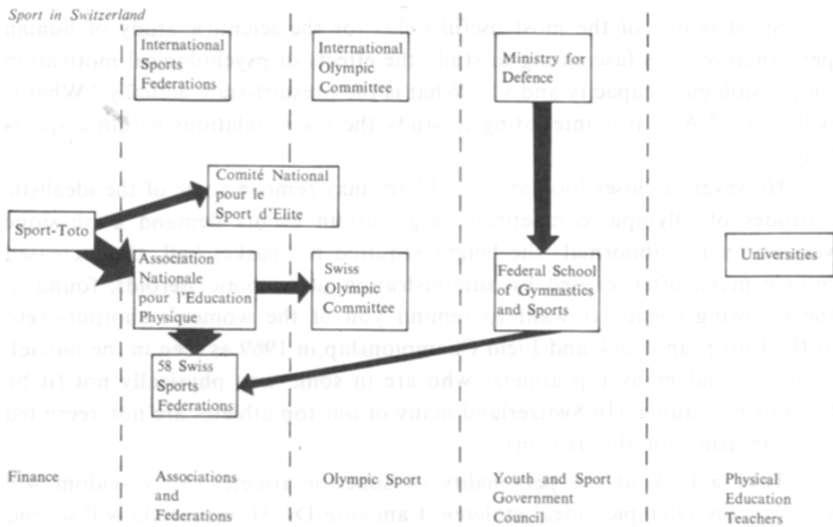 Sport in Switzerland
International
Sports
Federations
International
Olympic
Committee
Ministry for
Defence
Comité National
pour le
Sport d'Elite
Sport-Toto
Association
Nationale
pour l'Education
Physique
Swiss
Olympic
Committee
Federal School
of Gymnastics
and Sports
Universities
58 Swiss
Sports
Federations
Finance
Associations
and
Federations
Olympic Sport
Youth and Sport
Government
Council
Physical
Education
Teachers